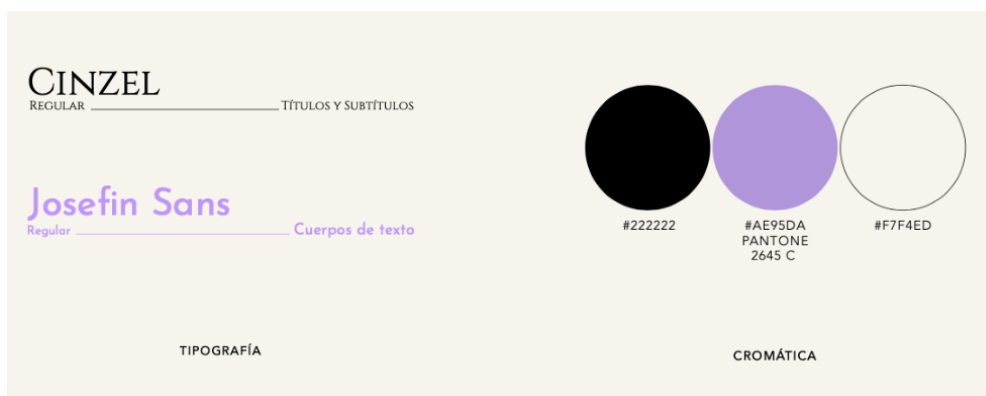 CINZEL
REGULAR TÍTULOS Y SUBTÍTULOS
Josefin Sans
Regular Cuerpos de texto
TIPOGRAFÍA
#222222
#AE95DA
PANTONE
2645 C
#F7F4ED
CROMÁTICA